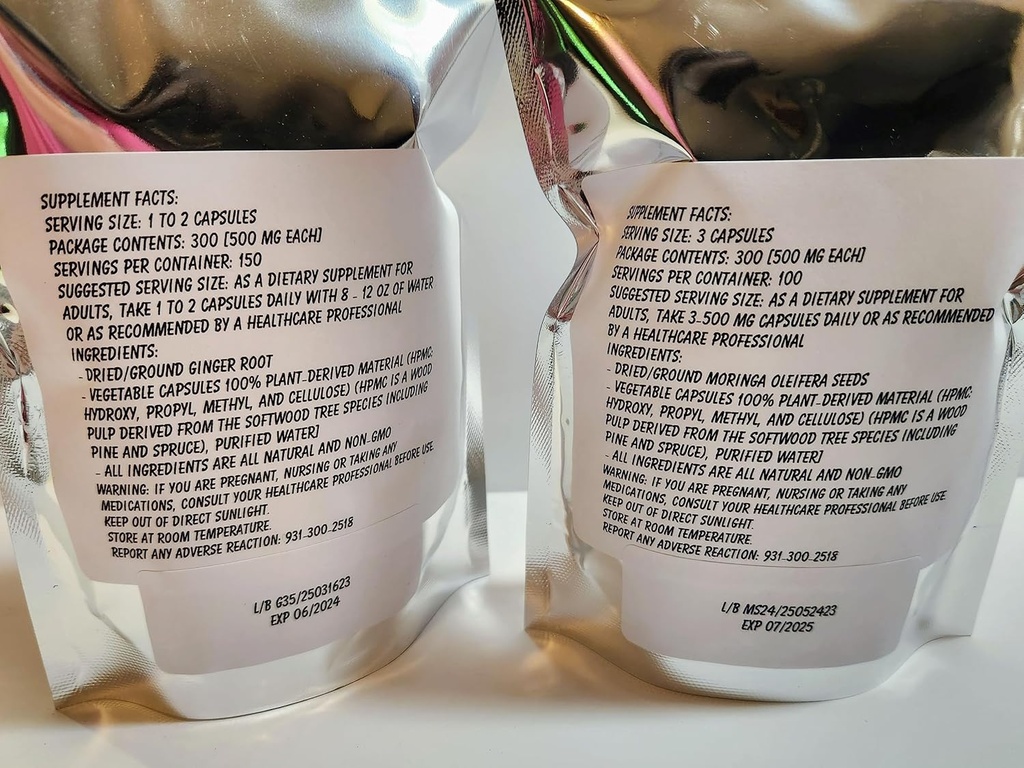 SUPPLEMENT FACTS:
SERVING SIZE: 1 TO 2 CAPSULES
PACKAGE CONTENTS: 300 [500 MG EACH]
SERVINGS PER CONTAINER: 150
SUGGESTED SERVING SIZE: AS A DIETARY SUPPLEMENT FOR
ADULTS, TAKE 1 TO 2 CAPSULES DAILY WITH 8 - 12 OZ OF WATER
OR AS RECOMMENDED BY A HEALTHCARE PROFESSIONAL
INGREDIENTS:
- DRIED/GROUND GINGER ROOT
- VEGETABLE CAPSULES 100% PLANT-DERIVED MATERIAL (HPMC:
HYDROXY, PROPYL, METHYL, AND CELLULOSE) (HPMC IS A WOOD
PULP DERIVED FROM THE SOFTWOOD TREE SPECIES INCLUDING
PINE AND SPRUCE), PURIFIED WATER]
- ALL INGREDIENTS ARE ALL NATURAL AND NON-GMO
WARNING: IF YOU ARE PREGNANT, NURSING OR TAKING ANY
MEDICATIONS, CONSULT YOUR HEALTHCARE PROFESSIONAL BEFORE USE.
KEEP OUT OF DIRECT SUNLIGHT.
STORE AT ROOM TEMPERATURE.
REPORT ANY ADVERSE REACTION: 931-300-2518
L/B G35/25031623
EXP 06/2024
SUPPLEMENT FACTS:
SERVING SIZE: 3 CAPSULES
PACKAGE CONTENTS: 300 [500 MG EACH]
SERVINGS PER CONTAINER: 100
SUGGESTED SERVING SIZE: AS A DIETARY SUPPLEMENT FOR
ADULTS, TAKE 3-500 MG CAPSULES DAILY OR AS RECOMMENDED
BY A HEALTHCARE PROFESSIONAL
INGREDIENTS:
- DRIED/GROUND MORINGA OLEIFERA SEEDS
- VEGETABLE CAPSULES 100% PLANT-DERIVED MATERIAL (HPMC:
HYDROXY, PROPYL, METHYL, AND CELLULOSE) (HPMC IS A WOOD
PULP DERIVED FROM THE SOFTWOOD TREE SPECIES INCLUDING
PINE AND SPRUCE), PURIFIED WATER]
- ALL INGREDIENTS ARE ALL NATURAL AND NON-GMO
WARNING: IF YOU ARE PREGNANT, NURSING OR TAKING ANY
MEDICATIONS, CONSULT YOUR HEALTHCARE PROFESSIONAL BEFORE USE.
KEEP OUT OF DIRECT SUNLIGHT.
STORE AT ROOM TEMPERATURE.
REPORT ANY ADVERSE REACTION: 931-300-2518
L/B MS24/25052423
EXP 07/2025